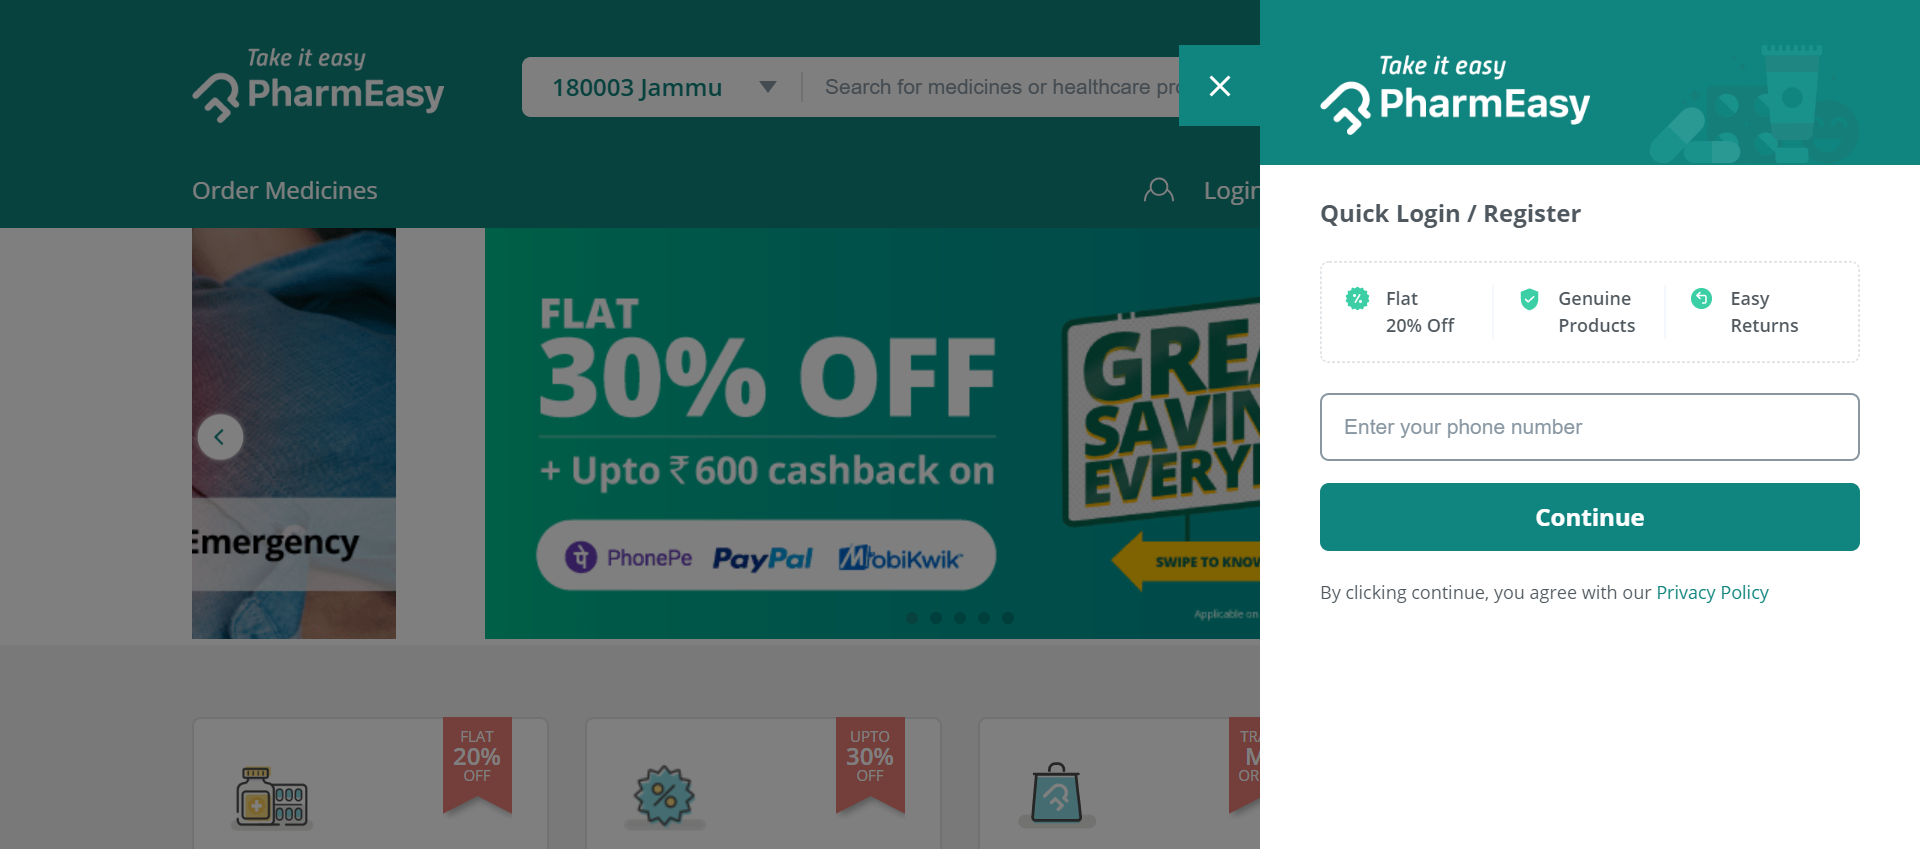 Take it easy
PharmEasy
180003 Jammu
Search for medicines or healthcare
Order Medicines
Login
Emergency
FLAT
30% OFF
+ Upto ₹600 cashback on
PhonePe PayPal MobiKwik
GREA
SAVIN
EVERY
SWIPE TO KNOW
Applicable on
FLAT
20%
OFF
UPTO
30%
OFF
Take it easy
PharmEasy
Quick Login / Register
Flat
20% Off
Genuine
Products
Easy
Returns
Enter your phone number
Continue
By clicking continue, you agree with our Privacy Policy